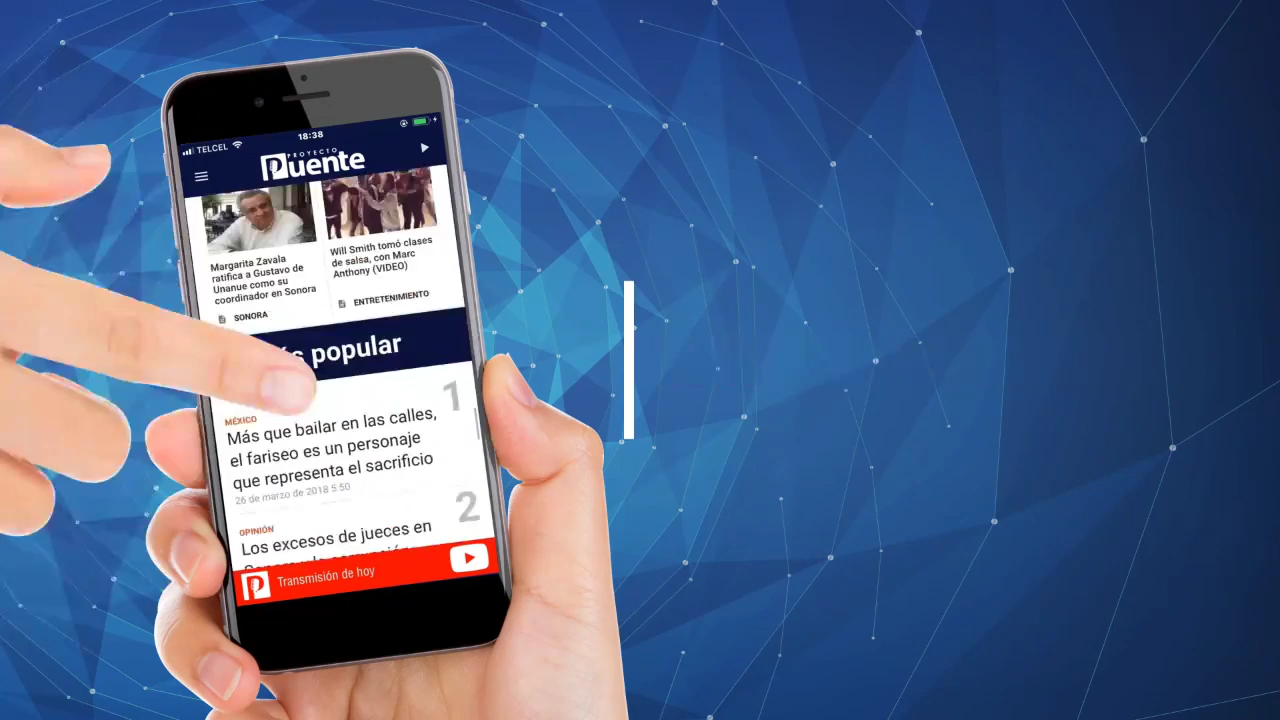 TELCEL
18:38
PROYECTO
Puente
Margarita Zavala
ratifica a Gustavo de
Unanue como su
coordinador en Sonora
SONORA
Will Smith tomó clases
de salsa, con Marc
Anthony (VIDEO)
ENTRETENIMIENTO
popular
1
MÉXICO
Más que bailar en las calles,
el fariseo es un personaje
que representa el sacrificio
26 de marzo de 2018 5:50
2
OPINIÓN
Los excesos de jueces en
Transmisión de hoy